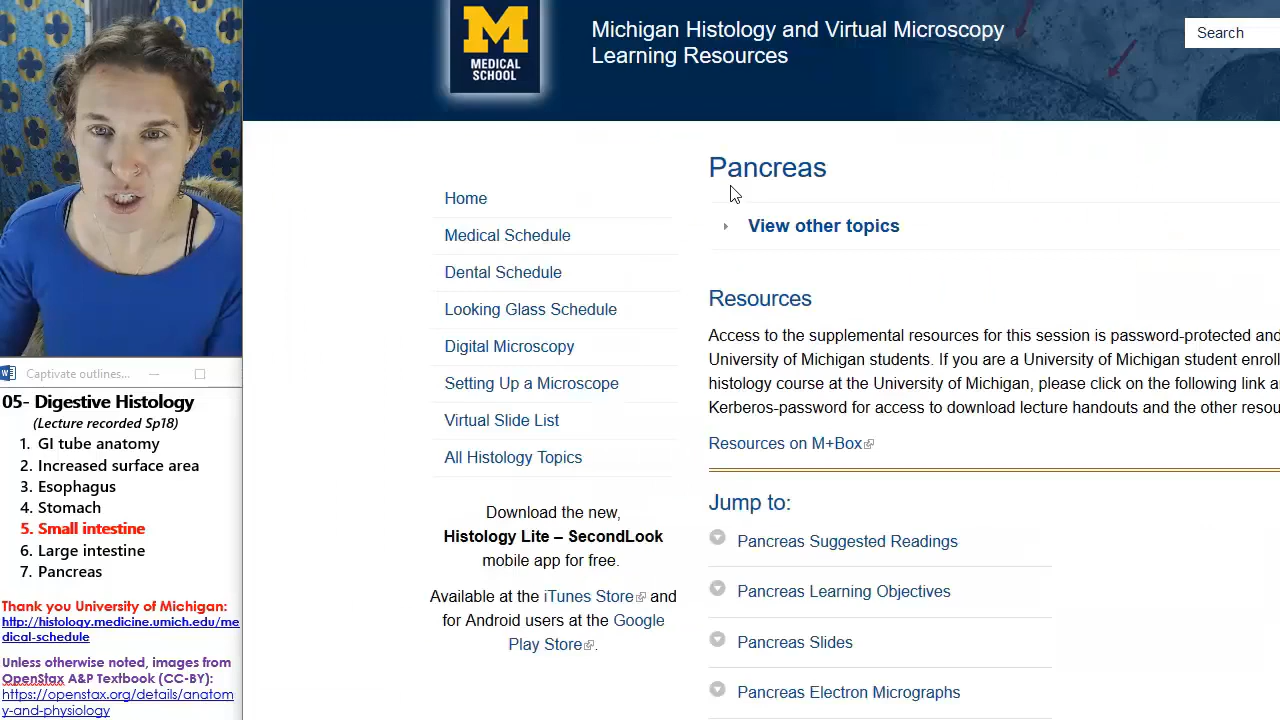 M
MEDICAL
SCHOOL
Michigan Histology and Virtual Microscopy
Learning Resources
Search
Home
Medical Schedule
Dental Schedule
Looking Glass Schedule
Digital Microscopy
Setting Up a Microscope
Virtual Slide List
All Histology Topics
Download the new,
Histology Lite – SecondLook
mobile app for free.
Available at the iTunes Store and
for Android users at the Google
Play Store.
Pancreas
View other topics
Resources
Access to the supplemental resources for this session is password-protected and
University of Michigan students. If you are a University of Michigan student enroll
histology course at the University of Michigan, please click on the following link a
Kerberos-password for access to download lecture handouts and the other resou
Resources on M+Box
Jump to:
Pancreas Suggested Readings
Pancreas Learning Objectives
Pancreas Slides
Pancreas Electron Micrographs
Captivate outlines...
05- Digestive Histology
(Lecture recorded Sp18)
1. GI tube anatomy
2. Increased surface area
3. Esophagus
4. Stomach
5. Small intestine
6. Large intestine
7. Pancreas
Thank you University of Michigan:
http://histology.medicine.umich.edu/me
dical-schedule
Unless otherwise noted, images from
OpenStax A&P Textbook (CC-BY):
https://openstax.org/details/anatom
y-and-physiology